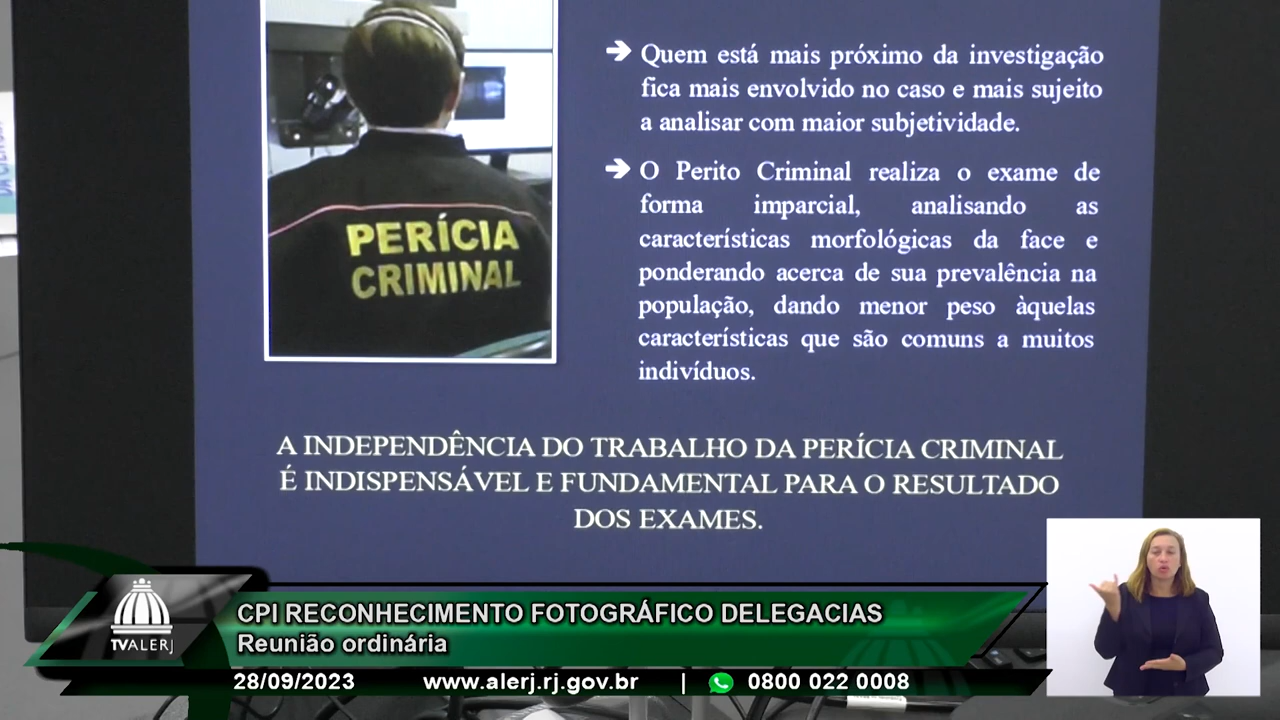 Quem está mais próximo da investigação
fica mais envolvido no caso e mais sujeito
a analisar com maior subjetividade.
O Perito Criminal realiza o exame de
forma imparcial, analisando as
características morfológicas da face e
ponderando acerca de sua prevalência na
população, dando menor peso àquelas
características que são comuns a muitos
indivíduos.
PERÍCIA
CRIMINAL
A INDEPENDÊNCIA DO TRABALHO DA PERÍCIA CRIMINAL
É INDISPENSÁVEL E FUNDAMENTAL PARA O RESULTADO
DOS EXAMES.
CPI RECONHECIMENTO FOTOGRÁFICO DELEGACIAS
Reunião ordinária
TVALERJ
28/09/2023 www.alerj.rj.gov.br | 0800 022 0008